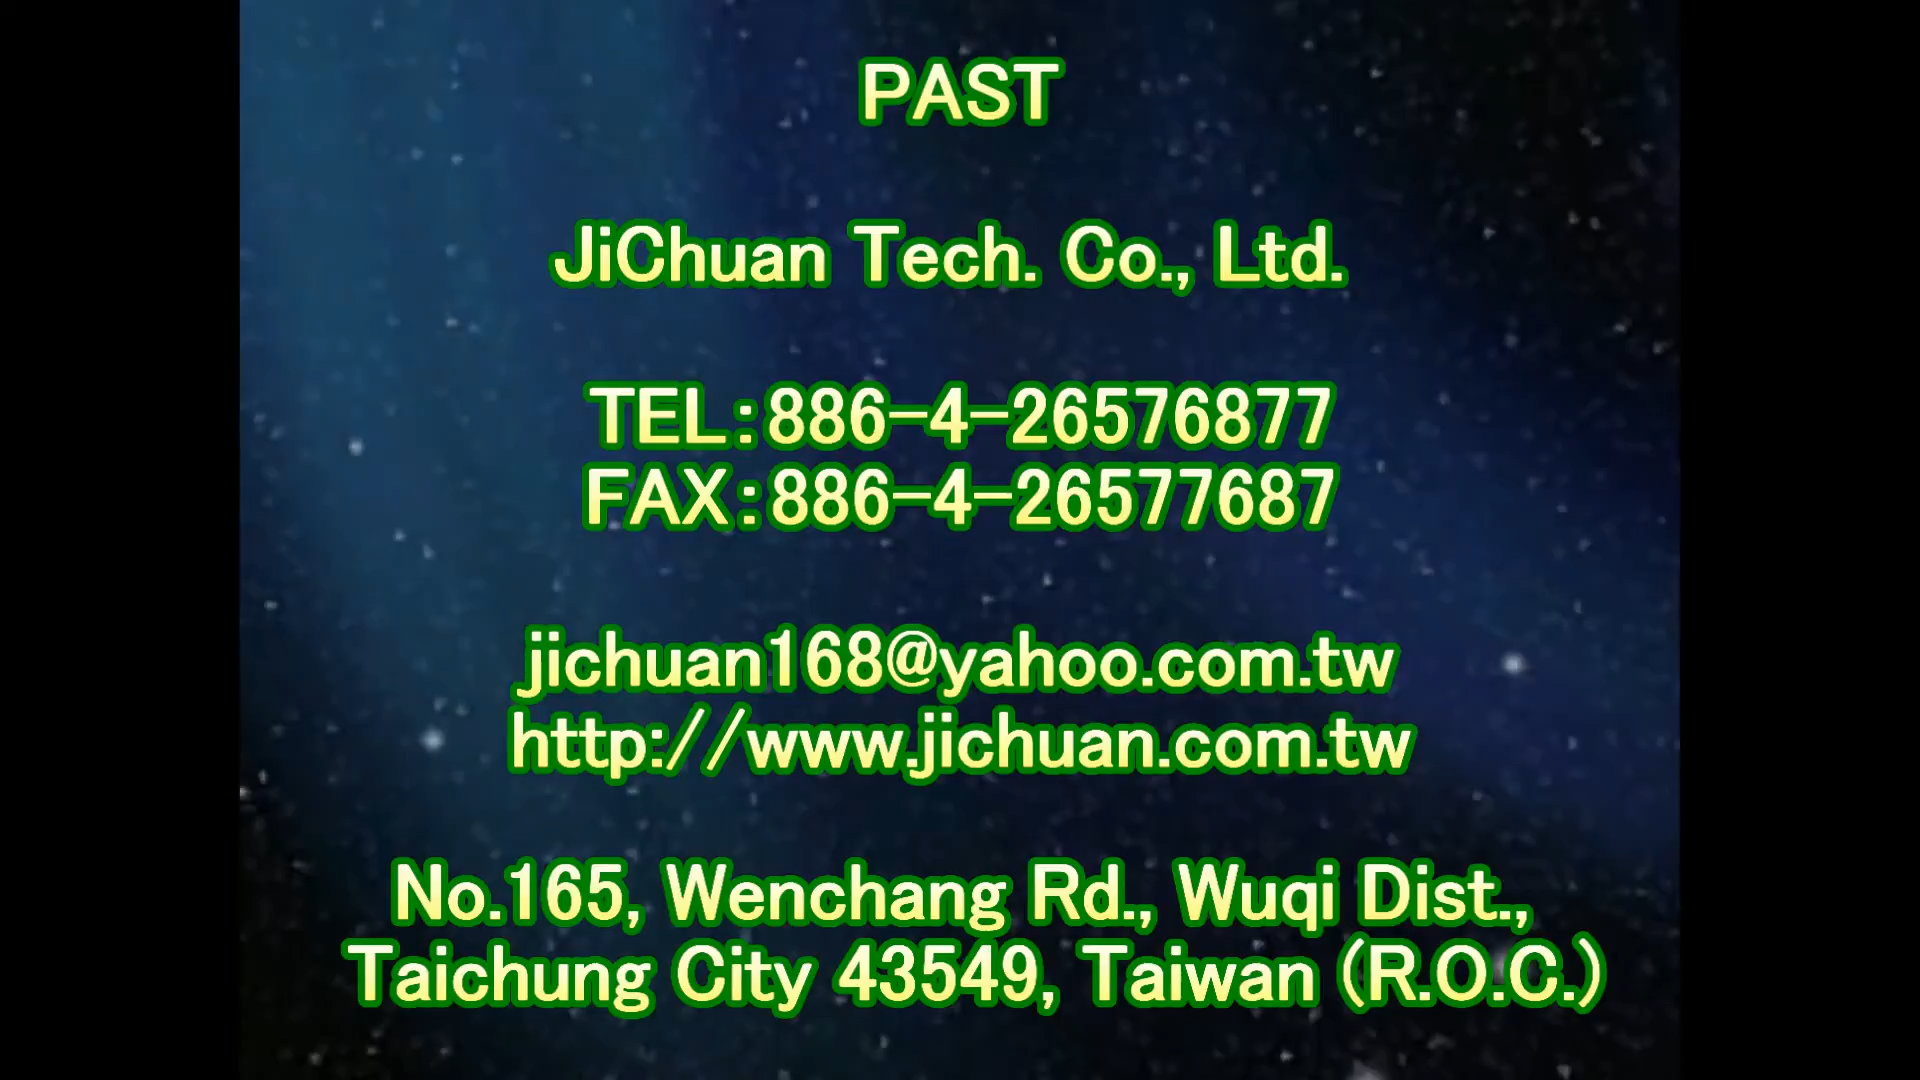 PAST
JiChuan Tech. Co., Ltd.
TEL:886-4-26576877
FAX:886-4-26577687
jichuan168@yahoo.com.tw
http://www.jichuan.com.tw
No.165, Wenchang Rd., Wuqi Dist.,
Taichung City 43549, Taiwan (R.O.C.)